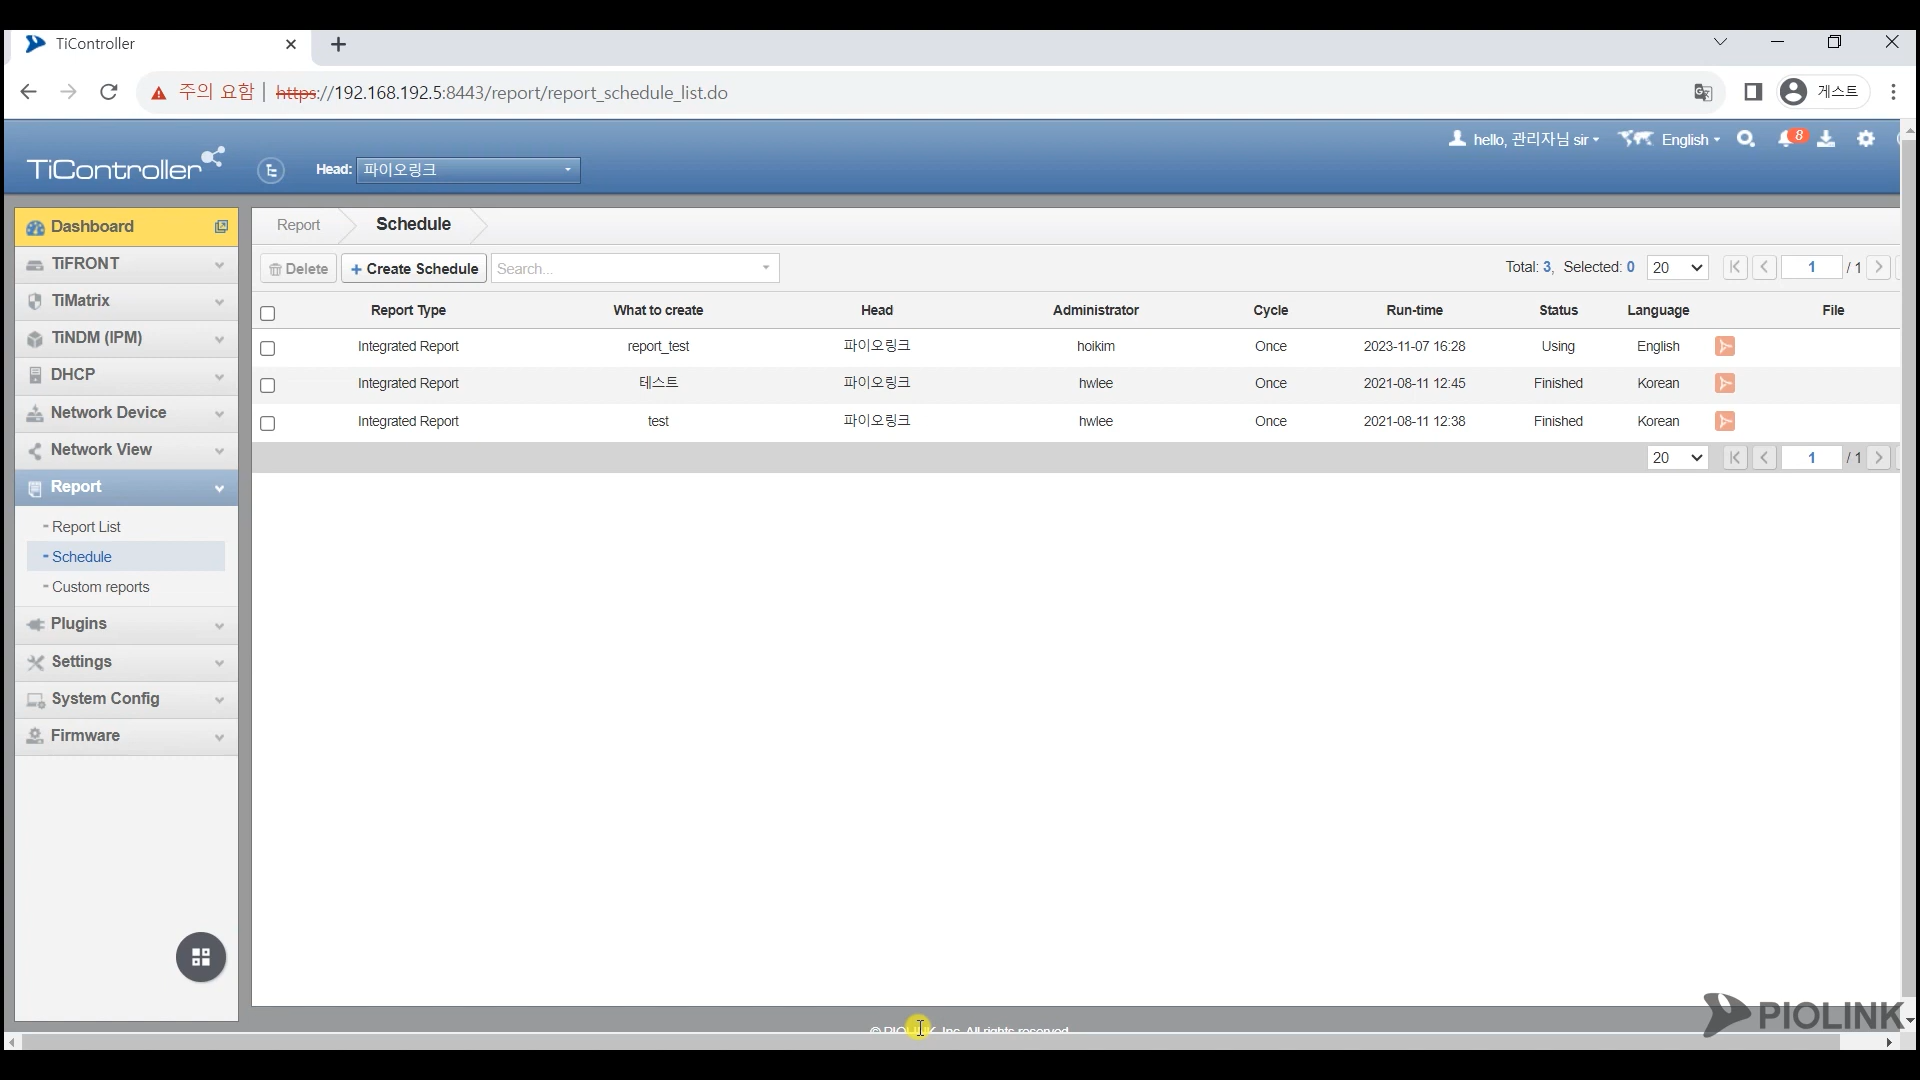 TiController
주의 요함 | https://192.168.192.5:8443/report/report_schedule_list.do
게스트
hello, 관리자님 sir
English
8
TiController
Head: 파이오링크
Dashboard
TiFRONT
TiMatrix
TiNDM (IPM)
DHCP
Network Device
Network View
Report
- Report List
- Schedule
- Custom reports
Plugins
Settings
System Config
Firmware
Report Schedule
Delete + Create Schedule Search... Total: 3, Selected: 0 20 1 / 1
Report Type What to create Head Administrator Cycle Run-time Status Language File
Integrated Report report_test 파이오링크 hoikim Once 2023-11-07 16:28 Using English
Integrated Report 테스트 파이오링크 hwlee Once 2021-08-11 12:45 Finished Korean
Integrated Report test 파이오링크 hwlee Once 2021-08-11 12:38 Finished Korean
20 1 / 1
PIOLINK
© PIOLINK, Inc. All rights reserved